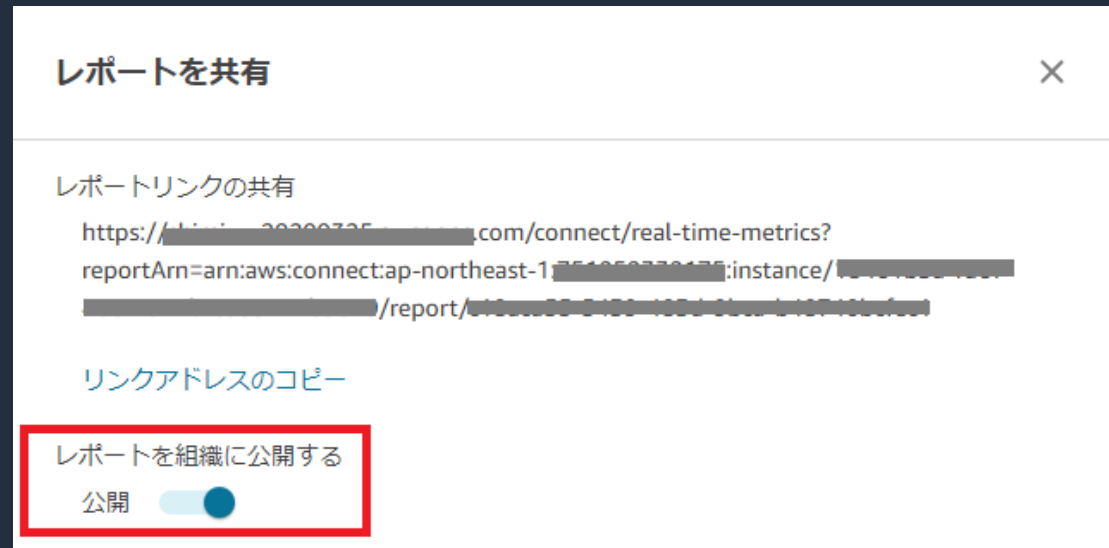 レポートを共有
レポートリンクの共有
https:// .com/connect/real-time-metrics?
reportArn=arn:aws:connect:ap-northeast-1: :instance/
/report/
リンクアドレスのコピー
レポートを組織に公開する
公開